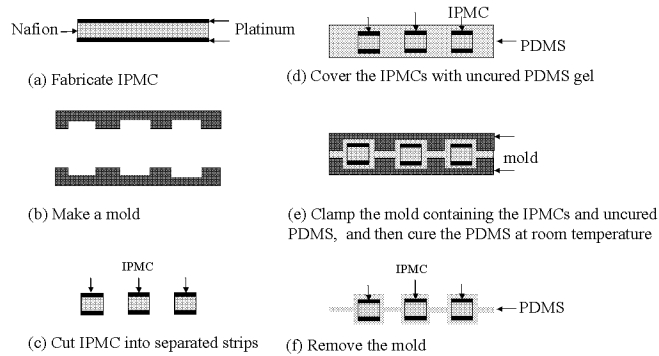 Nafion
Platinum
(a) Fabricate IPMC
(b) Make a mold
IPMC
(c) Cut IPMC into separated strips
IPMC
PDMS
(d) Cover the IPMCs with uncured PDMS gel
mold
(e) Clamp the mold containing the IPMCs and uncured
PDMS, and then cure the PDMS at room temperature
IPMC
PDMS
(f) Remove the mold